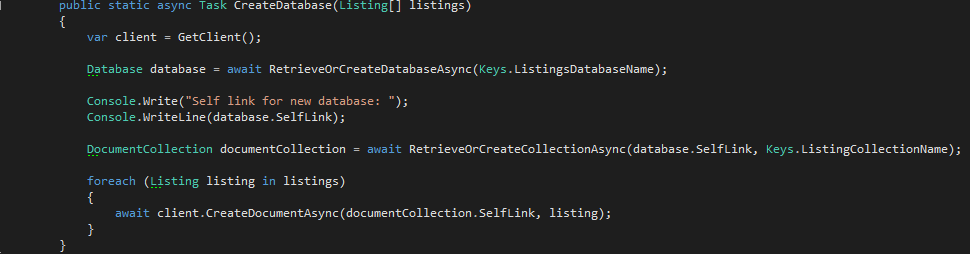 public static async Task CreateDatabase(Listing[] listings)
{
var client = GetClient();
Database database = await RetrieveOrCreateDatabaseAsync(Keys.ListingsDatabaseName);
Console.Write("Self link for new database: ");
Console.WriteLine(database.SelfLink);
DocumentCollection documentCollection = await RetrieveOrCreateCollectionAsync(database.SelfLink, Keys.ListingCollectionName);
foreach (Listing listing in listings)
{
await client.CreateDocumentAsync(documentCollection.SelfLink, listing);
}
}